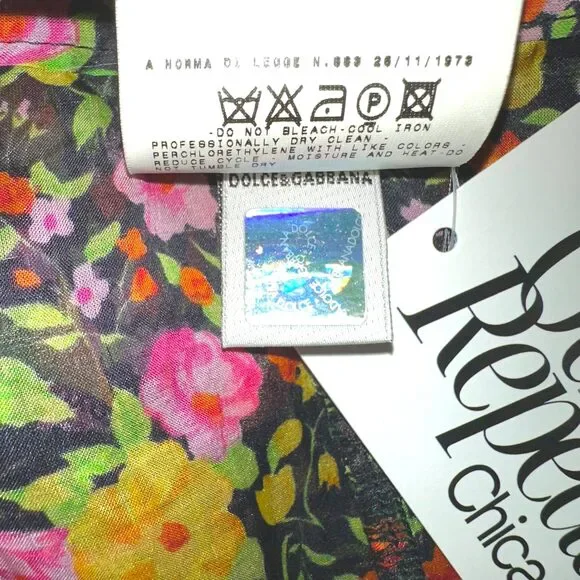 A NORMA DI LEGGE N.883 26/11/1973
-DO NOT BLEACH-COOL IRON
PROFESSIONALLY DRY CLEAN -
PERCHLORETHYLENE WITH LIKE COLORS -
REDUCE CYCLE. MOISTURE AND HEAT-DO
NOT TUMBLE DRY
P
DOLCE&GABBANA
Repea
Chica